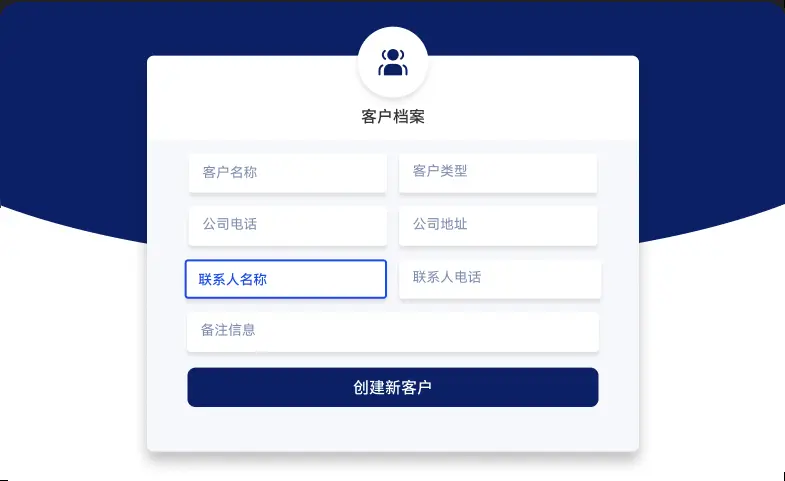 客户档案
客户名称
客户类型
公司电话
公司地址
联系人名称
联系人电话
备注信息
创建新客户